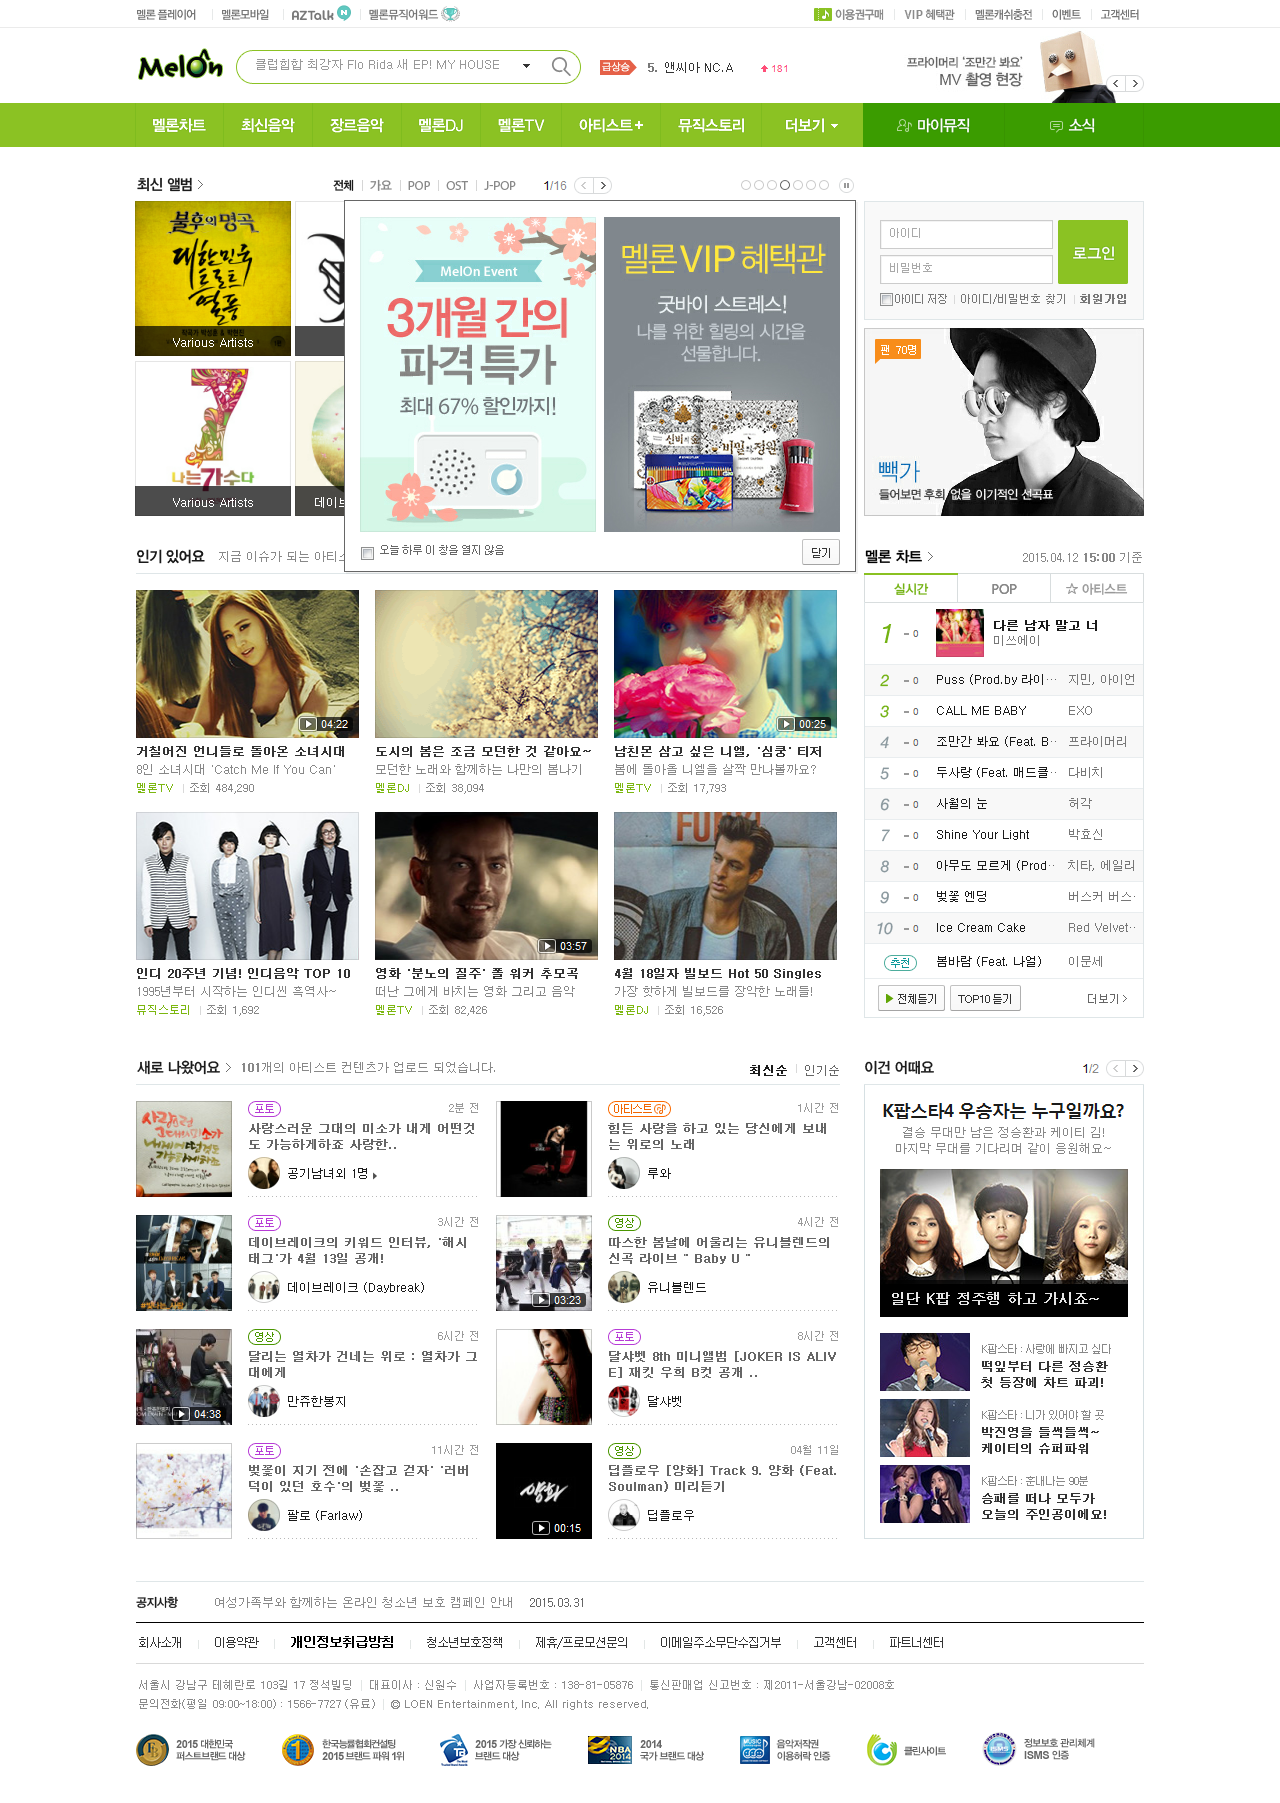 멜론 플레이어 멜론모바일 AZTalk N 멜론뮤직어워드 이용권구매 VIP 혜택관 멜론캐쉬충전 이벤트 고객센터
MelOn 클럽힙합 최강자 Flo Rida 새 EP! MY HOUSE 급상승 5. 앤씨아 NC.A 181
프라이머리 '조만간 봐요'
MV 촬영 현장
멜론차트 최신음악 장르음악 멜론DJ 멜론TV 아티스트+ 뮤직스토리 더보기 마이뮤직 소식
최신 앨범 전체 가요 POP OST J-POP 1/16
불후의 명곡
대한민국
트로트
열풍
작곡가 박성훈 & 박현진
Various Artists
7
나는가수다
Various Artists
데이브
MelOn Event
3개월 간의
파격 특가
최대 67% 할인까지!
멜론 VIP 혜택관
굿바이 스트레스!
나를 위한 힐링의 시간을
선물합니다.
신비의 숲
비밀의 정원
STAEDTLER
오늘 하루 이 창을 열지 않음 닫기
아이디
비밀번호
로그인
아이디 저장 아이디/비밀번호 찾기 회원가입
팬 70명
빽가
들어보면 후회 없을 이기적인 선곡표
인기 있어요 지금 이슈가 되는 아티스
04:22
거칠어진 언니들로 돌아온 소녀시대
8인 소녀시대 'Catch Me If You Can'
멜론TV 조회 484,290
도시의 봄은 조금 모던한 것 같아요~
모던한 노래와 함께하는 나만의 봄나기
멜론DJ 조회 38,094
00:25
남친몬 삼고 싶은 니엘, '심쿵' 티저
봄에 돌아올 니엘을 살짝 만나볼까요?
멜론TV 조회 17,793
인디 20주년 기념! 인디음악 TOP 10
1995년부터 시작하는 인디씬 흑역사~
뮤직스토리 조회 1,692
03:57
영화 '분노의 질주' 폴 워커 추모곡
떠난 그에게 바치는 영화 그리고 음악
멜론TV 조회 82,426
4월 18일자 빌보드 Hot 50 Singles
가장 핫하게 빌보드를 장악한 노래들!
멜론DJ 조회 16,526
멜론 차트 2015.04.12 15:00 기준
실시간 POP ☆ 아티스트
1 - 0 다른 남자 말고 너
미쓰에이
2 - 0 Puss (Prod.by 라이… 지민, 아이언
3 - 0 CALL ME BABY EXO
4 - 0 조만간 봐요 (Feat. B… 프라이머리
5 - 0 두사랑 (Feat. 매드클… 다비치
6 - 0 사월의 눈 허각
7 - 0 Shine Your Light 박효신
8 - 0 아무도 모르게 (Prod… 치타, 에일리
9 - 0 벚꽃 엔딩 버스커 버스…
10 - 0 Ice Cream Cake Red Velvet…
추천 봄바람 (Feat. 나얼) 이문세
전체듣기 TOP10 듣기 더보기
새로 나왔어요 101개의 아티스트 컨텐츠가 업로드 되었습니다. 최신순 인기순
포토 2분 전
사랑스러운 그대의 미소가 내게 어떤것
도 가능하게하죠 사랑한..
공기남녀외 1명
아티스트 1시간 전
힘든 사랑을 하고 있는 당신에게 보내
는 위로의 노래
루와
포토 3시간 전
데이브레이크의 키워드 인터뷰, '해시
태그'가 4월 13일 공개!
데이브레이크 (Daybreak)
03:23
영상 4시간 전
따스한 봄날에 어울리는 유니블렌드의
신곡 라이브 " Baby U "
유니블렌드
04:38
영상 6시간 전
달리는 열차가 건네는 위로 : 열차가 그
대에게
만쥬한봉지
포토 8시간 전
달샤벳 8th 미니앨범 [JOKER IS ALIV
E] 재킷 우희 B컷 공개 ..
달샤벳
포토 11시간 전
벚꽃이 지기 전에 '손잡고 걷자' '러버
덕이 있던 호수'의 벚꽃 ..
팔로 (Farlaw)
양화
00:15
영상 04월 11일
딥플로우 [양화] Track 9. 양화 (Feat.
Soulman) 미리듣기
딥플로우
이건 어때요 1/2
K팝스타4 우승자는 누구일까요?
결승 무대만 남은 정승환과 케이티 김!
마지막 무대를 기다리며 같이 응원해요~
일단 K팝 정주행 하고 가시죠~
K팝스타 : 사랑에 빠지고 싶다
떡잎부터 다른 정승환
첫 등장에 차트 파괴!
K팝스타 : 니가 있어야 할 곳
박진영을 들썩들썩~
케이티의 슈퍼파워
K팝스타 : 혼내나는 90분
승패를 떠나 모두가
오늘의 주인공이에요!
공지사항 여성가족부와 함께하는 온라인 청소년 보호 캠페인 안내 2015.03.31
회사소개 이용약관 개인정보취급방침 청소년보호정책 제휴/프로모션문의 이메일주소무단수집거부 고객센터 파트너센터
서울시 강남구 테헤란로 103길 17 정석빌딩 대표이사 : 신원수 사업자등록번호 : 138-81-05876 통신판매업 신고번호 : 제2011-서울강남-02008호
문의전화(평일 09:00~18:00) : 1566-7727 (유료) © LOEN Entertainment, Inc. All rights reserved.
2015 대한민국
퍼스트브랜드 대상
한국능률협회컨설팅
2015 브랜드 파워 1위
2015 가장 신뢰하는
브랜드 대상
NBA
2014
2014
국가 브랜드 대상
MUSIC
음악저작권
이용허락 인증
클린사이트
정보보호 관리체계
ISMS 인증